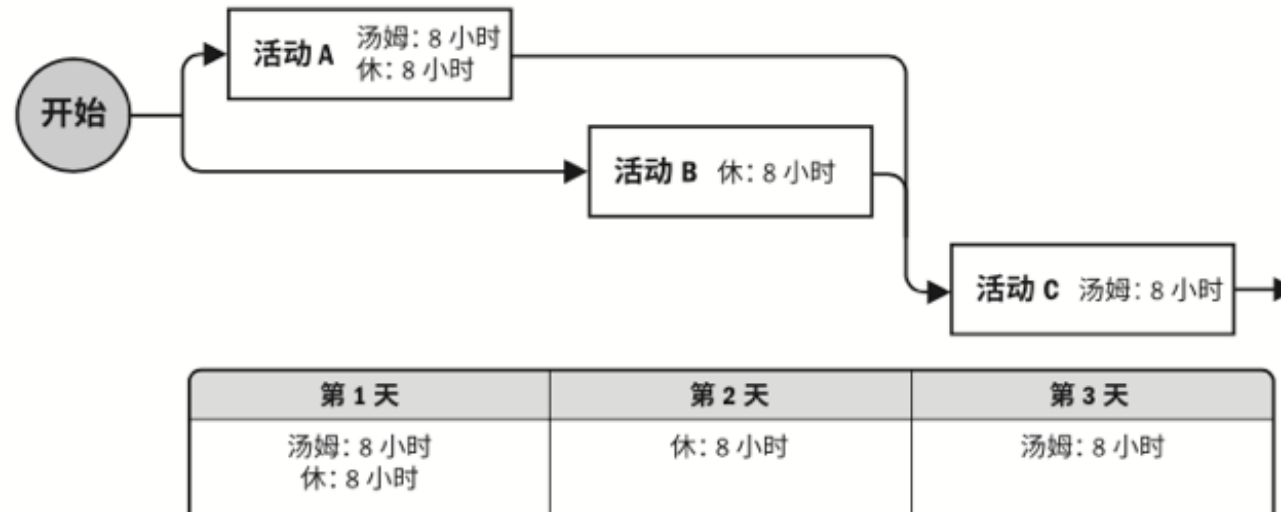 开始
活动 A
汤姆：8 小时
休：8 小时
活动 B 休：8 小时
活动 C 汤姆：8 小时
第 1 天 第 2 天 第 3 天
汤姆：8 小时 休：8 小时 汤姆：8 小时
休：8 小时